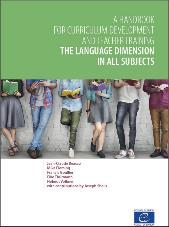 A HANDBOOK
FOR CURRICULUM DEVELOPMENT
AND TEACHER TRAINING
THE LANGUAGE DIMENSION
IN ALL SUBJECTS
Jean-Claude Beacco
Mike Fleming
Francis Goullier
Eike Thürmann
Helmut Vollmer
with contributions by Joseph Sheils